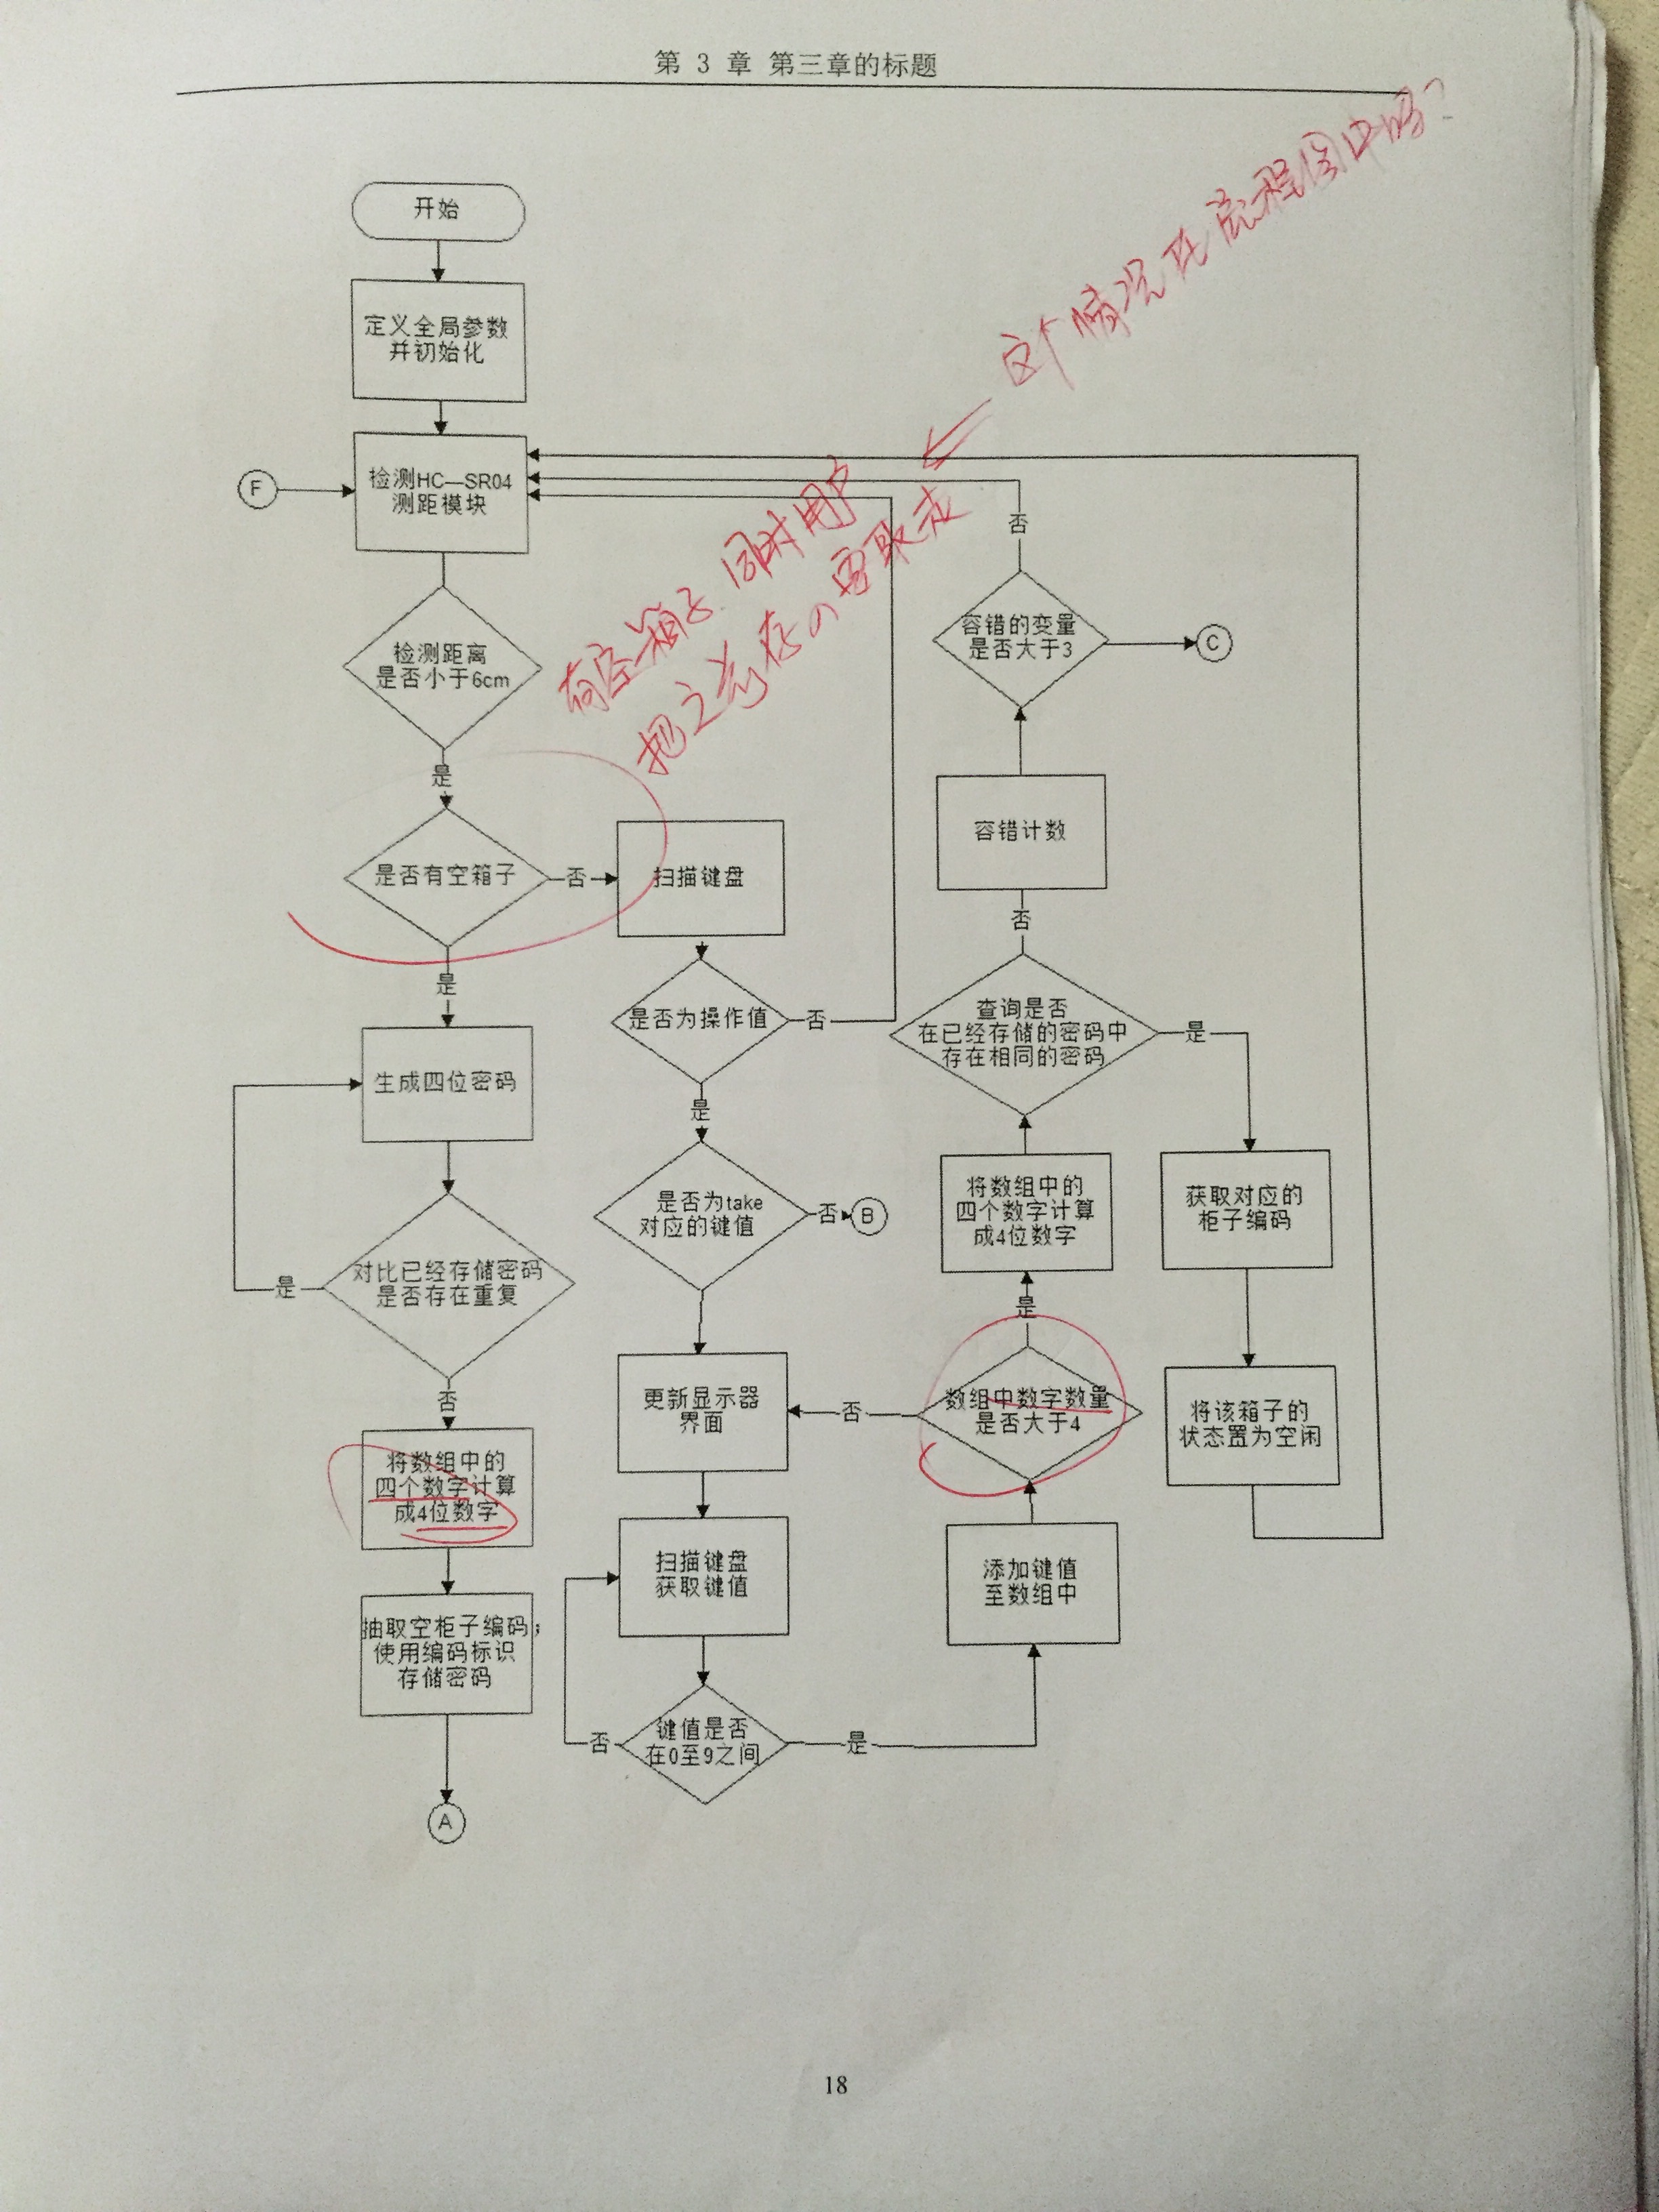 第 3 章 第三章的标题
这个情况在流程图中吗?
开始
定义全局参数
并初始化
F
检测HC—SR04
测距模块
检测距离
是否小于6cm
是
有空箱子 同时用户
把之前存的要取走
是否有空箱子
否
扫描键盘
是
生成四位密码
对比已经存储密码
是否存在重复
是
否
将数组中的
四个数字计算
成4位数字
抽取空柜子编码;
使用编码标识
存储密码
A
是否为操作值
否
是
是否为take
对应的键值
否
B
更新显示器
界面
扫描键盘
获取键值
键值是否
在0至9之间
否
是
添加键值
至数组中
数组中数字数量
是否大于4
否
是
将数组中的
四个数字计算
成4位数字
查询是否
在已经存储的密码中
存在相同的密码
否
是
容错计数
容错的变量
是否大于3
否
C
获取对应的
柜子编码
将该箱子的
状态置为空闲
18